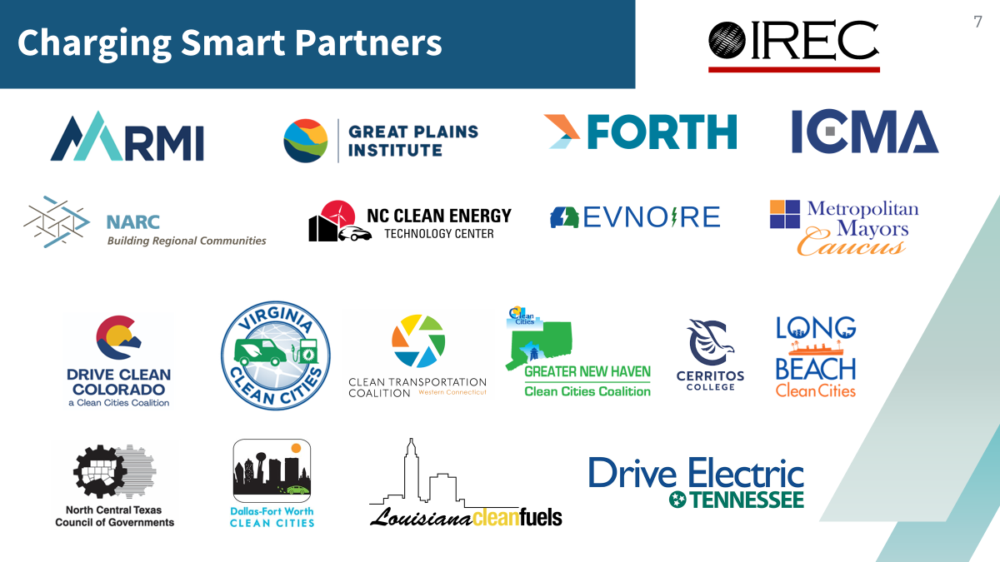 Charging Smart Partners
IREC
7
RMI
GREAT PLAINS
INSTITUTE
FORTH
ICMA
NARC
Building Regional Communities
NC CLEAN ENERGY
TECHNOLOGY CENTER
EVNOIRE
Metropolitan
Mayors
Caucus
DRIVE CLEAN
COLORADO
a Clean Cities Coalition
VIRGINIA
CLEAN CITIES
CLEAN TRANSPORTATION
COALITION Western Connecticut
Clean
Cities
GREATER NEW HAVEN
Clean Cities Coalition
CERRITOS
COLLEGE
LONG
BEACH
Clean Cities
North Central Texas
Council of Governments
Dallas-Fort Worth
CLEAN CITIES
Louisianacleanfuels
Drive Electric
TENNESSEE